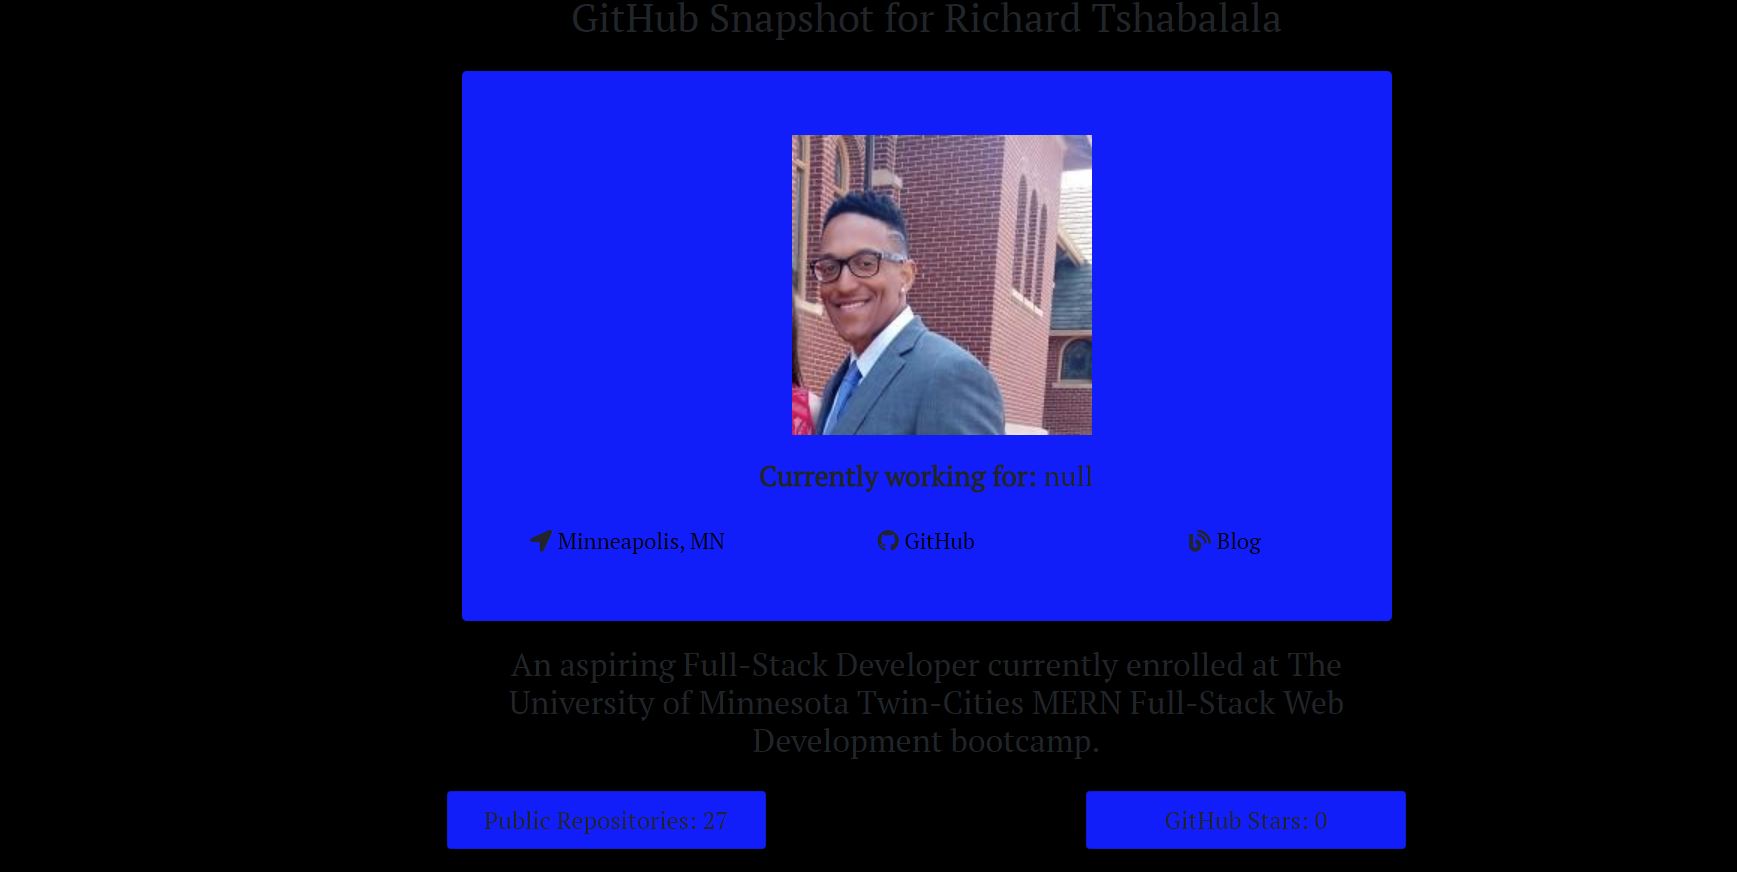 GitHub Snapshot for Richard Tshabalala
Currently working for: null
Minneapolis, MN
GitHub
Blog
An aspiring Full-Stack Developer currently enrolled at The
University of Minnesota Twin-Cities MERN Full-Stack Web
Development bootcamp.
Public Repositories: 27
GitHub Stars: 0